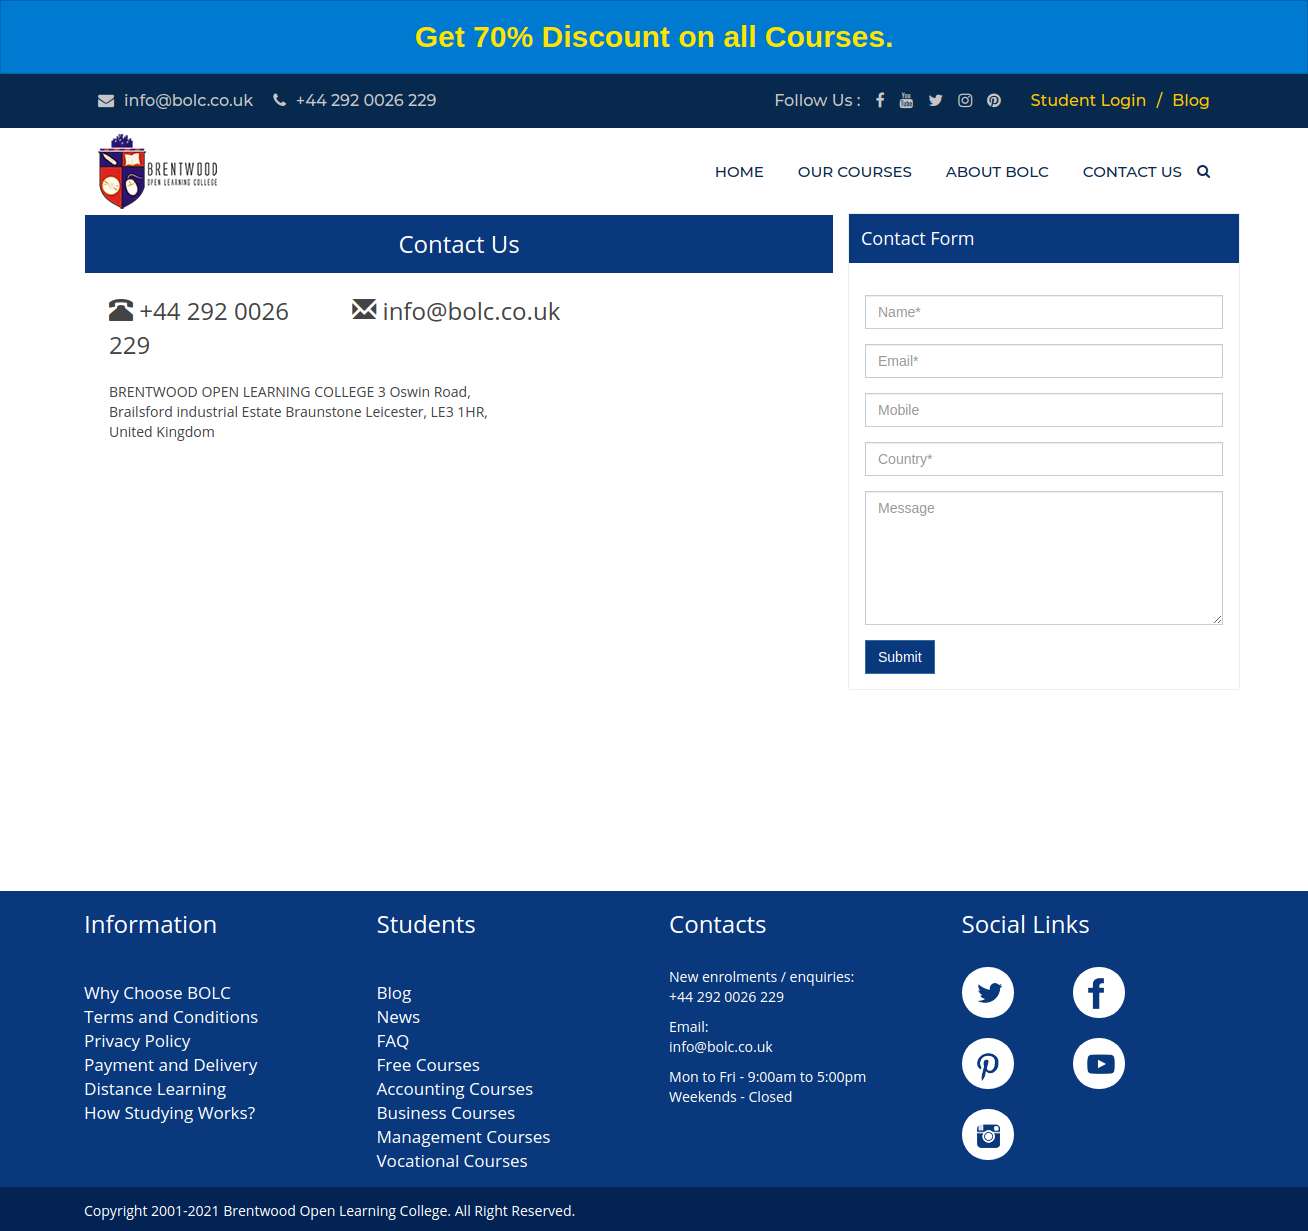 Get 70% Discount on all Courses.
info@bolc.co.uk +44 292 0026 229 Follow Us : Student Login / Blog
BRENTWOOD
OPEN LEARNING COLLEGE
HOME OUR COURSES ABOUT BOLC CONTACT US
Contact Us
+44 292 0026
229
info@bolc.co.uk
BRENTWOOD OPEN LEARNING COLLEGE 3 Oswin Road,
Brailsford industrial Estate Braunstone Leicester, LE3 1HR,
United Kingdom
Contact Form
Name*
Email*
Mobile
Country*
Message
Submit
Information
Why Choose BOLC
Terms and Conditions
Privacy Policy
Payment and Delivery
Distance Learning
How Studying Works?
Students
Blog
News
FAQ
Free Courses
Accounting Courses
Business Courses
Management Courses
Vocational Courses
Contacts
New enrolments / enquiries:
+44 292 0026 229
Email:
info@bolc.co.uk
Mon to Fri - 9:00am to 5:00pm
Weekends - Closed
Social Links
Copyright 2001-2021 Brentwood Open Learning College. All Right Reserved.